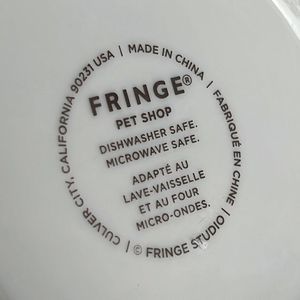 FRINGE®
PET SHOP
DISHWASHER SAFE.
MICROWAVE SAFE.
ADAPTÉ AU
LAVE-VAISSELLE
ET AU FOUR
MICRO-ONDES.
| © FRINGE STUDIO | CULVER CITY, CALIFORNIA 90231 USA | MADE IN CHINA | FABRIQUÉ EN CHINE